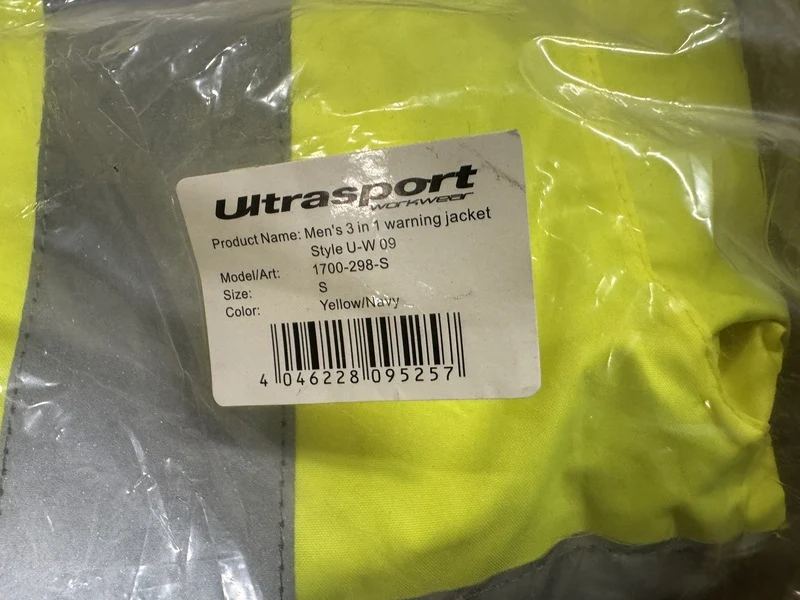 Ultrasport
workwear
Product Name: Men's 3 in 1 warning jacket
Style U-W 09
Model/Art: 1700-298-S
Size: S
Color: Yellow/Navy
4 046228 095257